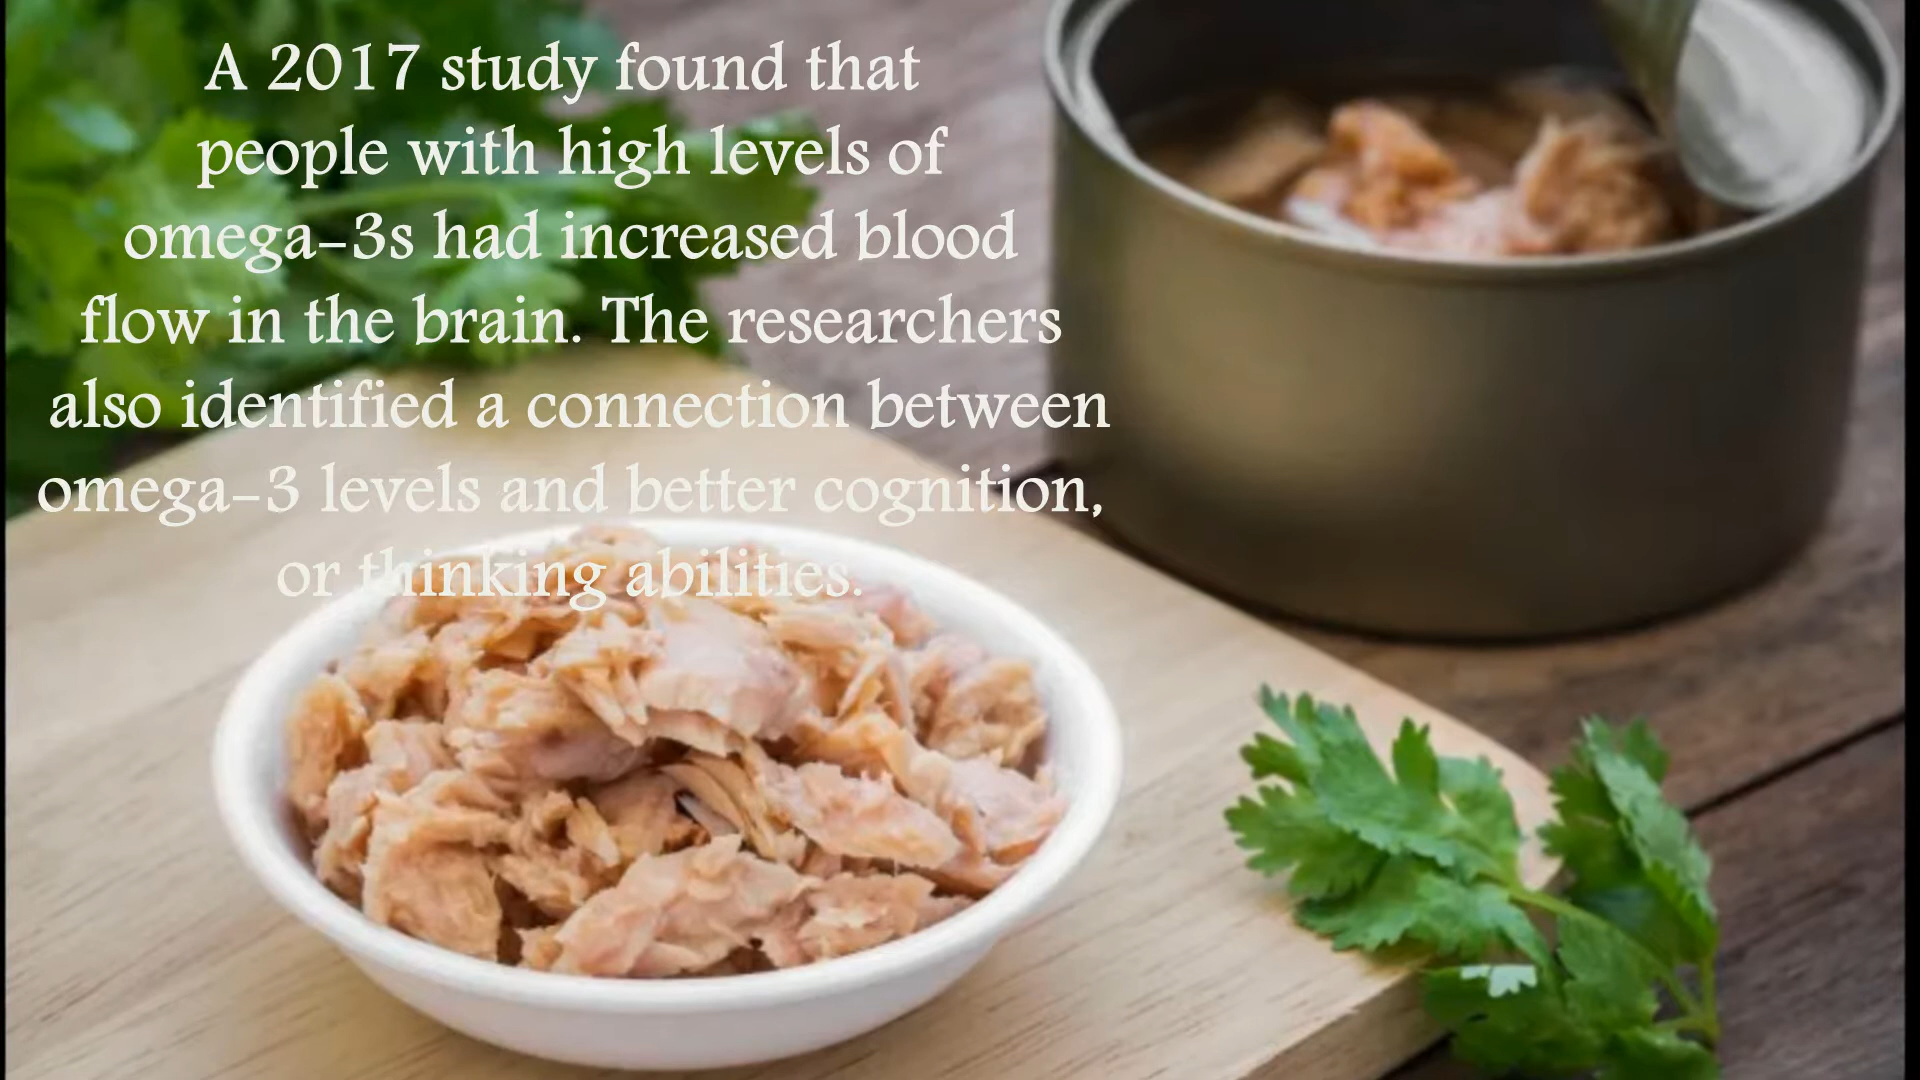 A 2017 study found that
people with high levels of
omega-3s had increased blood
flow in the brain. The researchers
also identified a connection between
omega-3 levels and better cognition,
or thinking abilities.